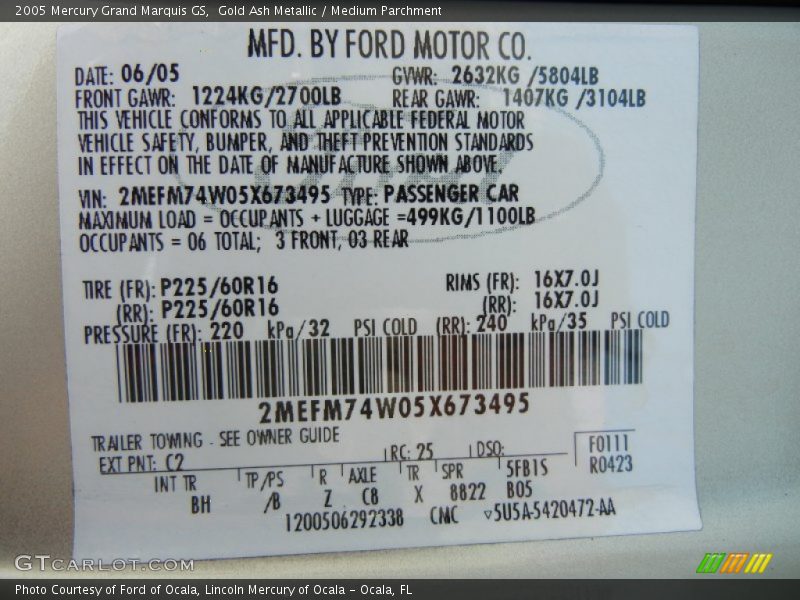 2005 Mercury Grand Marquis GS,  Gold Ash Metallic / Medium Parchment
MFD. BY FORD MOTOR CO.
DATE: 06/05 GVWR: 2632KG /5804LB
FRONT GAWR: 1224KG/2700LB REAR GAWR: 1407KG /3104LB
THIS VEHICLE CONFORMS TO ALL APPLICABLE FEDERAL MOTOR
VEHICLE SAFETY, BUMPER, AND THEFT PREVENTION STANDARDS
IN EFFECT ON THE DATE OF MANUFACTURE SHOWN ABOVE.
VIN: 2MEFM74W05X673495 TYPE: PASSENGER CAR
MAXIMUM LOAD = OCCUPANTS + LUGGAGE =499KG/1100LB
OCCUPANTS = 06 TOTAL; 3 FRONT, 03 REAR
TIRE (FR): P225/60R16 RIMS (FR): 16X7.0J
(RR): P225/60R16 (RR): 16X7.0J
PRESSURE (FR): 220 kPa/32 PSI COLD (RR): 240 kPa/35 PSI COLD
2MEFM74W05X673495
TRAILER TOWING - SEE OWNER GUIDE F0111
EXT PNT: C2 RC: 25 DSO: R0423
INT TR TP/PS R AXLE TR SPR 5FB1S
BH /B Z C8 X 8822 B05
1200506292338 CMC ▽5U5A-5420472-AA
GTCarLot.com
Photo Courtesy of Ford of Ocala, Lincoln Mercury of Ocala - Ocala, FL